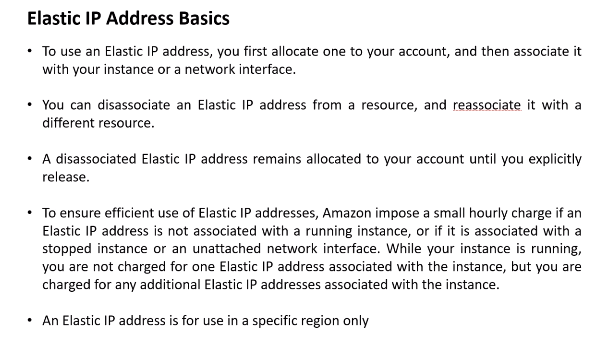 Elastic IP Address Basics
• To use an Elastic IP address, you first allocate one to your account, and then associate it
with your instance or a network interface.
• You can disassociate an Elastic IP address from a resource, and reassociate it with a
different resource.
• A disassociated Elastic IP address remains allocated to your account until you explicitly
release.
• To ensure efficient use of Elastic IP addresses, Amazon impose a small hourly charge if an
Elastic IP address is not associated with a running instance, or if it is associated with a
stopped instance or an unattached network interface. While your instance is running,
you are not charged for one Elastic IP address associated with the instance, but you are
charged for any additional Elastic IP addresses associated with the instance.
• An Elastic IP address is for use in a specific region only